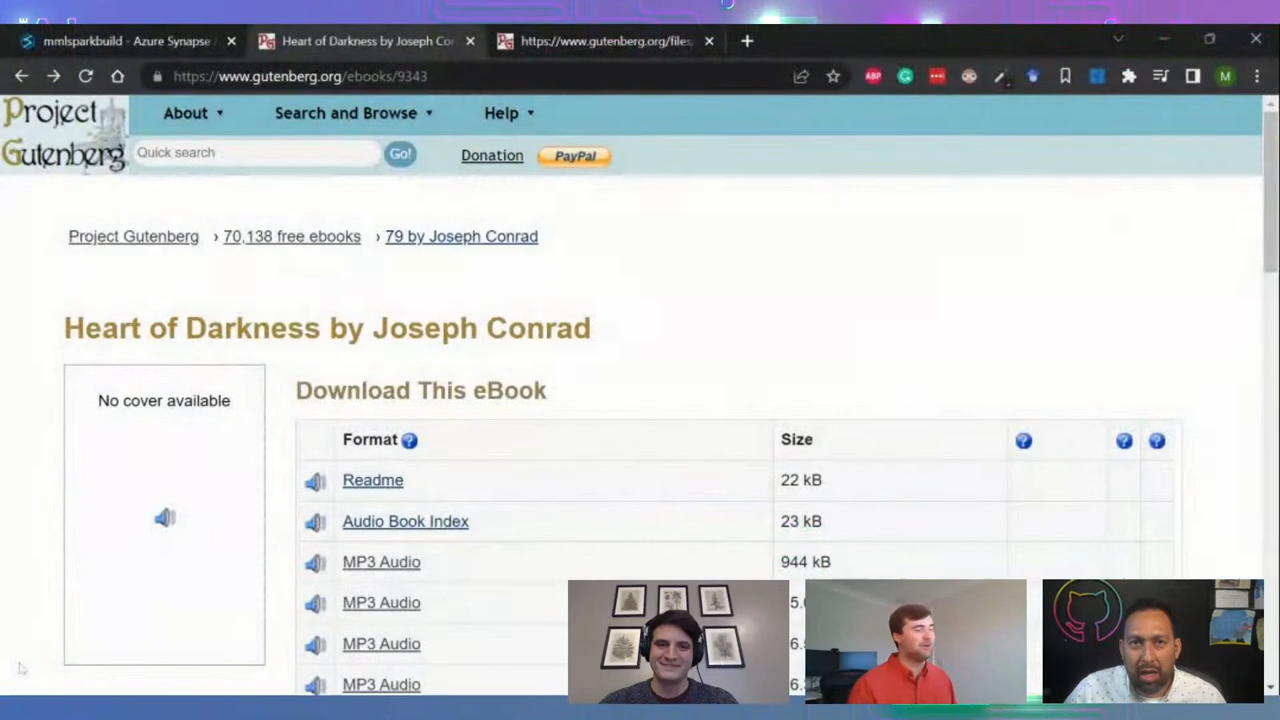 mmlsparkbuild - Azure Synapse
Heart of Darkness by Joseph Con
https://www.gutenberg.org/files
https://www.gutenberg.org/ebooks/9343
ABP
M
Project
Gutenberg
About
Search and Browse
Help
Quick search
Go!
Donation
PayPal
Project Gutenberg
› 70,138 free ebooks
› 79 by Joseph Conrad
Heart of Darkness by Joseph Conrad
No cover available
Download This eBook
Format ?
Size
?
?
?
Readme
22 kB
Audio Book Index
23 kB
MP3 Audio
944 kB
MP3 Audio
MP3 Audio
MP3 Audio